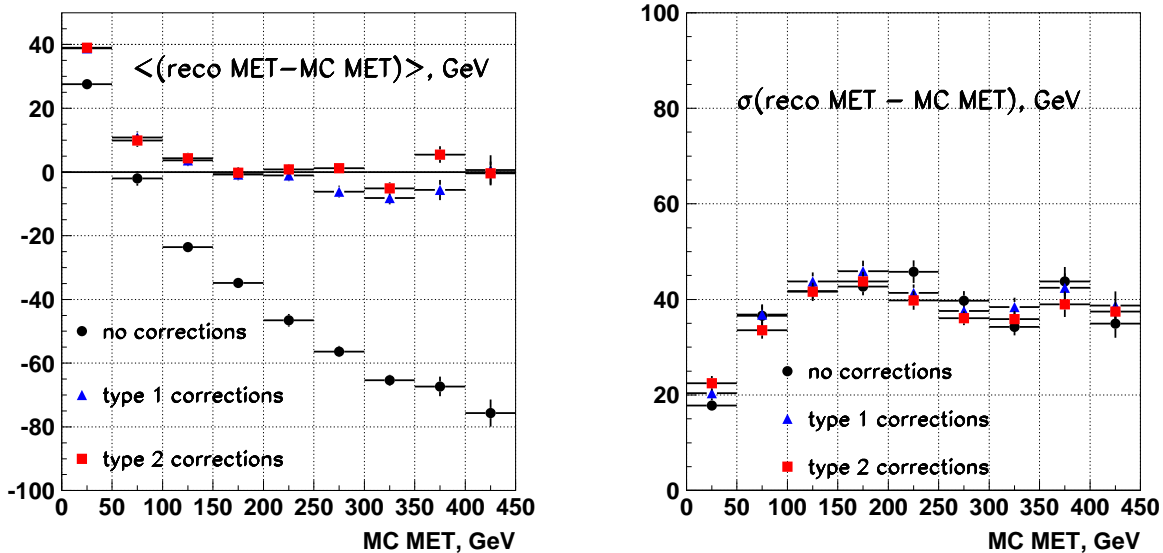 40
20
0
-20
-40
-60
-80
-100
<(reco MET-MC MET)>, GeV
no corrections
type 1 corrections
type 2 corrections
0 50 100 150 200 250 300 350 400 450
MC MET, GeV
100
80
60
40
20
0
σ(reco MET - MC MET), GeV
no corrections
type 1 corrections
type 2 corrections
0 50 100 150 200 250 300 350 400 450
MC MET, GeV